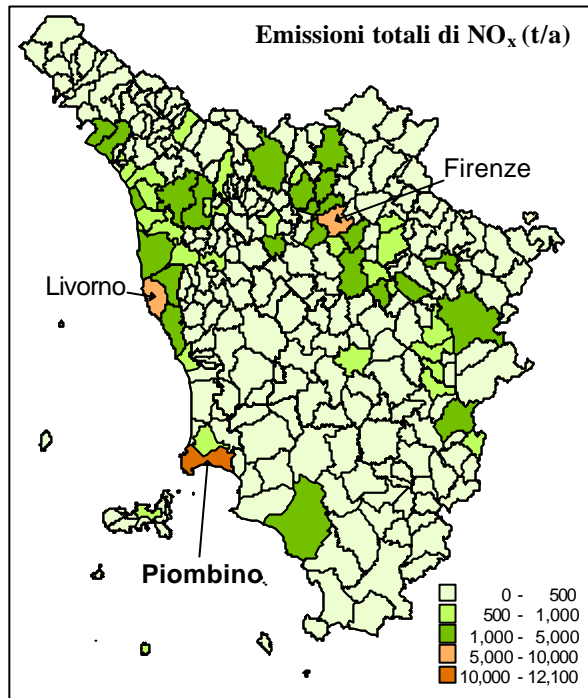 Emissioni totali di NOx (t/a)
Firenze
Livorno
Piombino
0 - 500
500 - 1,000
1,000 - 5,000
5,000 - 10,000
10,000 - 12,100